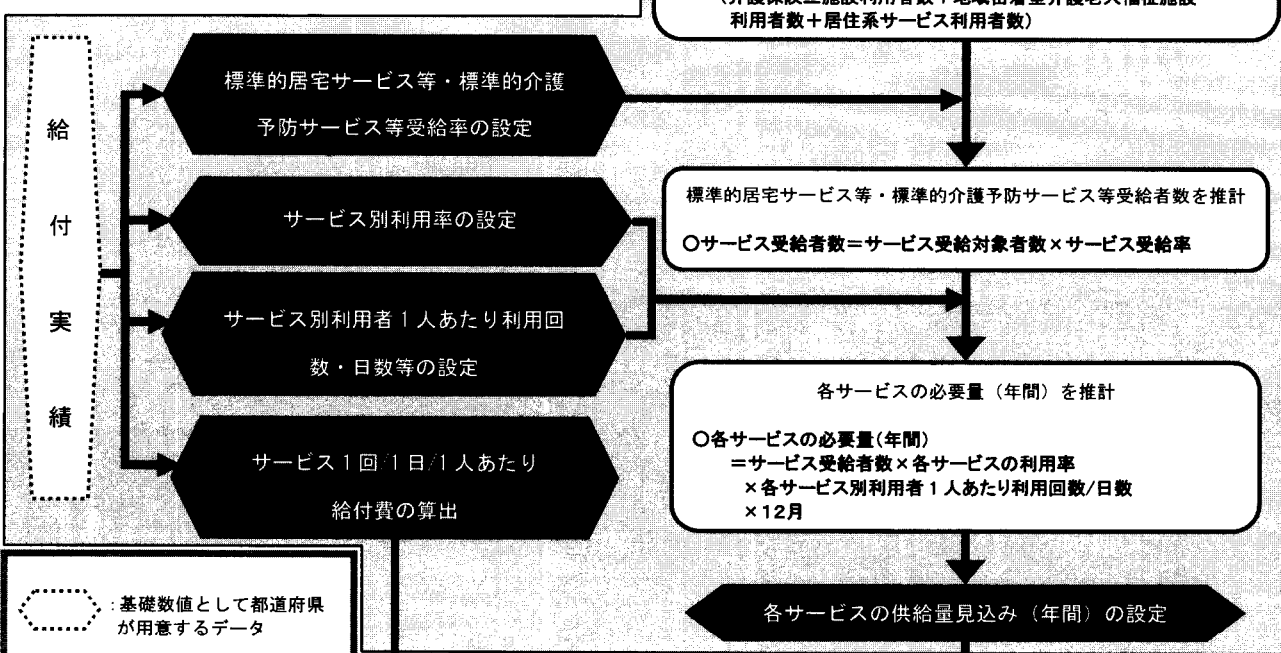 利用者数＋居住系サービス利用者数）
給付実績
標準的居宅サービス等・標準的介護
予防サービス等受給率の設定
サービス別利用率の設定
サービス別利用者１人あたり利用回
数・日数等の設定
サービス１回/１日/１人あたり
給付費の算出
標準的居宅サービス等・標準的介護予防サービス等受給者数を推計
○サービス受給者数＝サービス受給対象者数×サービス受給率
各サービスの必要量（年間）を推計
○各サービスの必要量(年間)
＝サービス受給者数×各サービスの利用率
×各サービス別利用者１人あたり利用回数/日数
×12月
各サービスの供給量見込み（年間）の設定
：基礎数値として都道府県
が用意するデータ